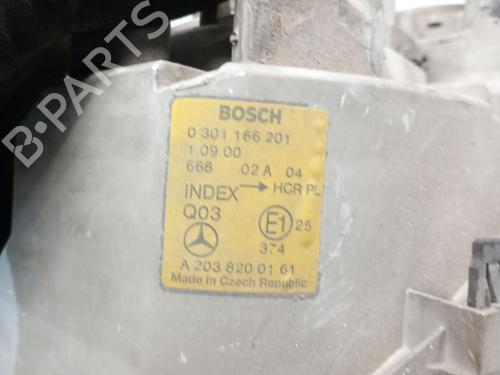 BOSCH
0 301 166 201
1.09.00
668 02 A 04
INDEX → HCR PL
Q03 E1 25
374
A 203 820 01 61
Made in Czech Republic